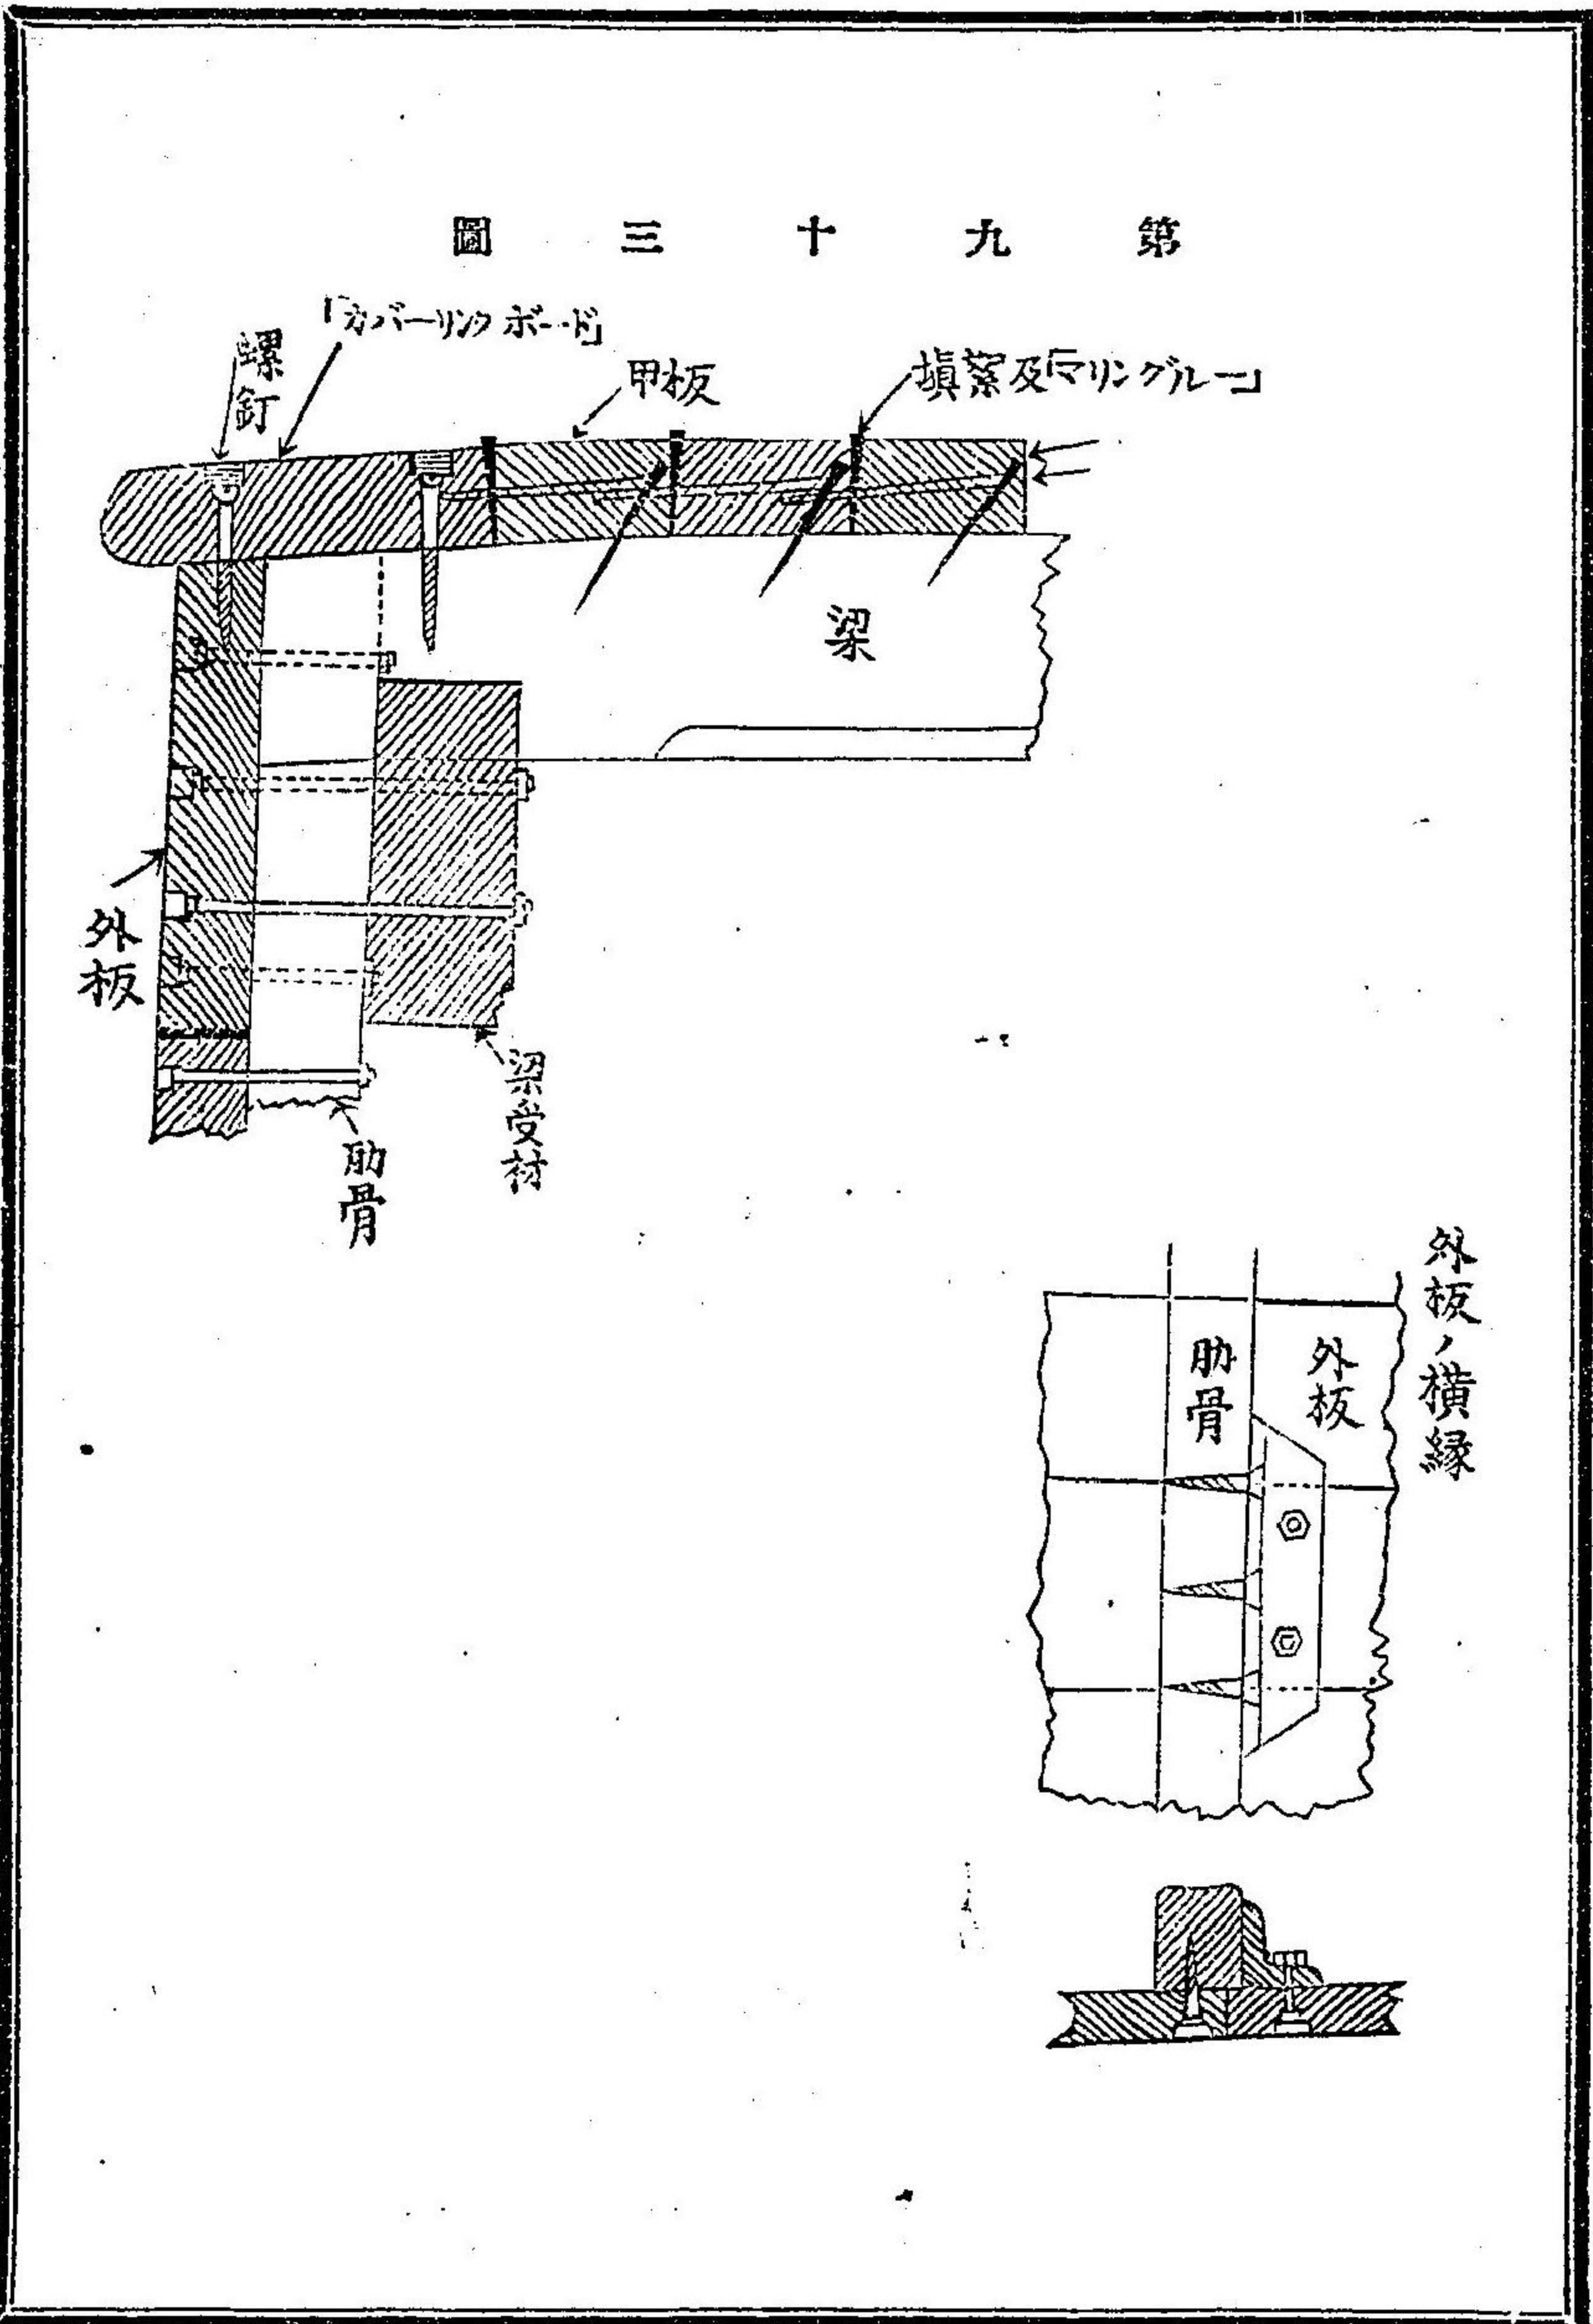 第九十三圖
螺釘
「カバーリンクボード」
甲板
塡絮及「マリングルー」
梁
外板
梁受材
肋骨
外板ノ横縁
肋骨
外板